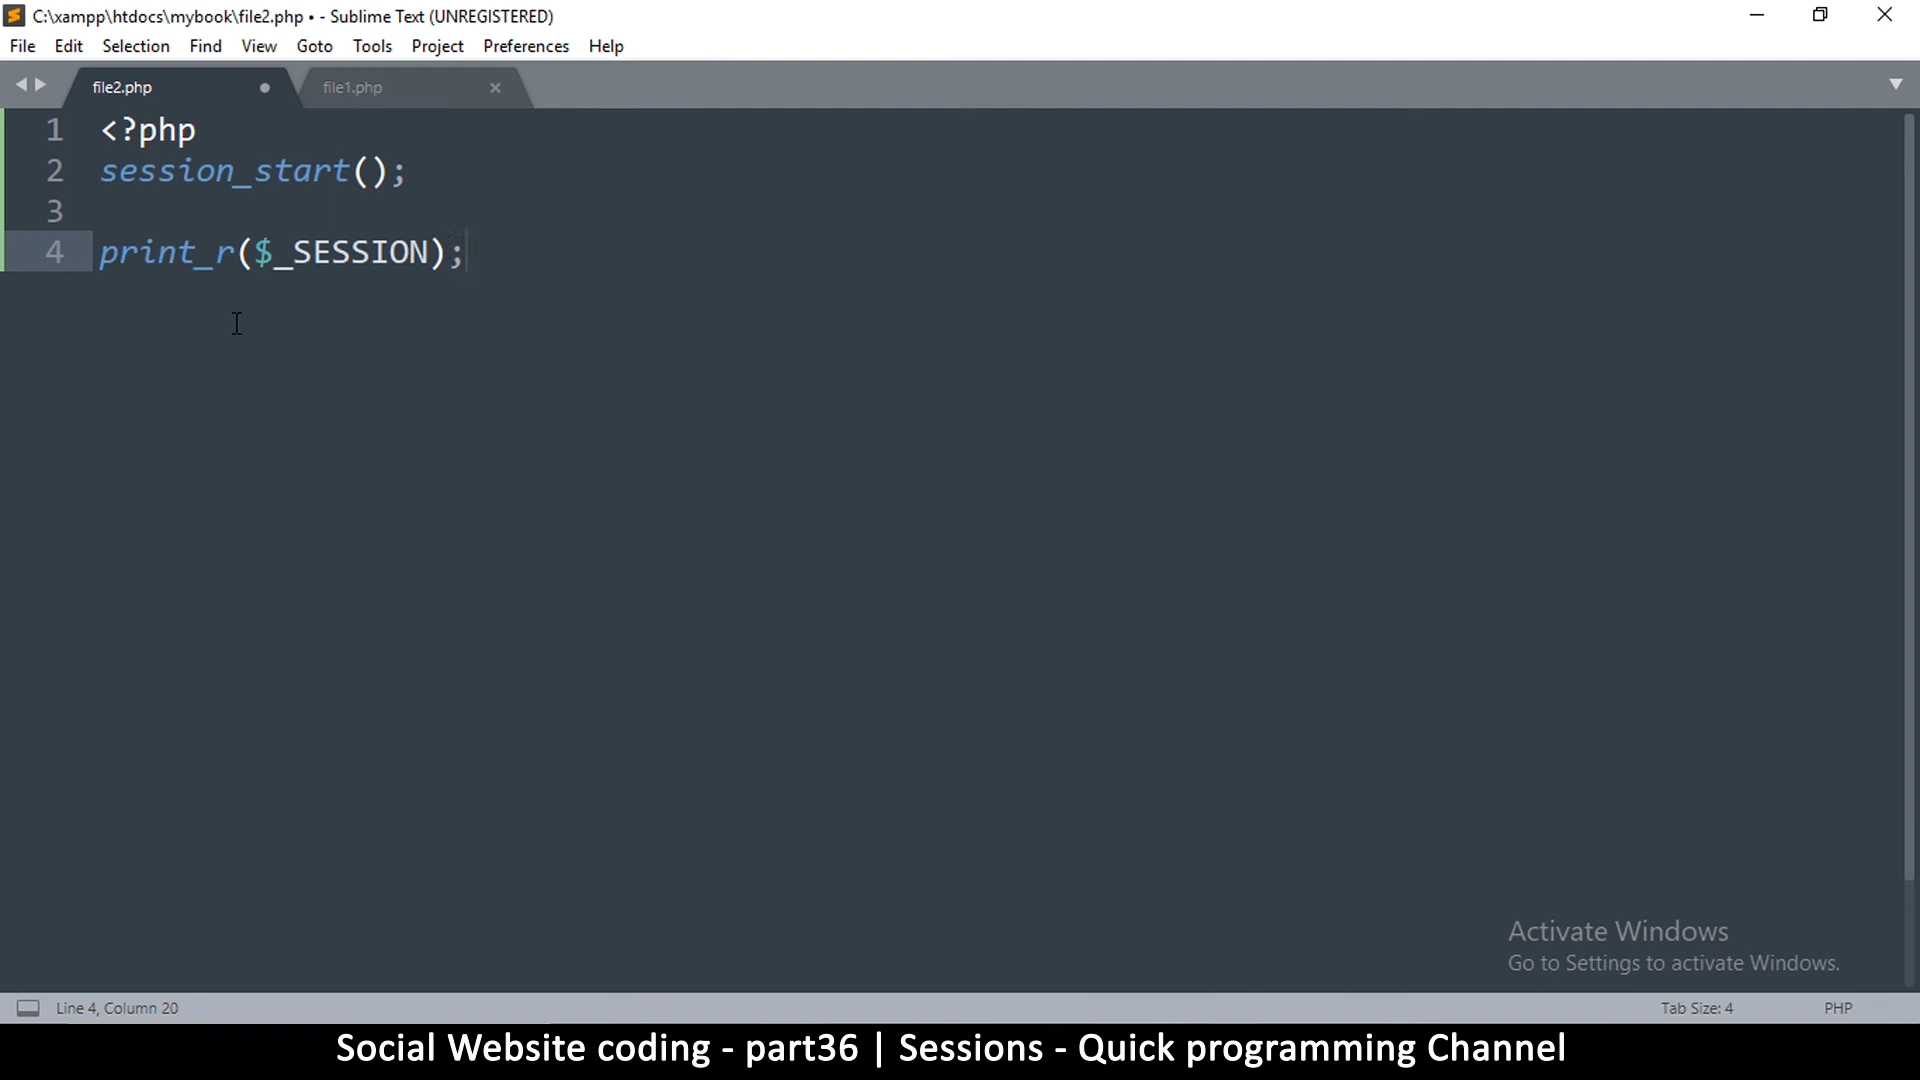 C:\xampp\htdocs\mybook\file2.php • - Sublime Text (UNREGISTERED)
File Edit Selection Find View Goto Tools Project Preferences Help
file2.php file1.php
1 <?php
2 session_start();
3
4 print_r($_SESSION);
Activate Windows
Go to Settings to activate Windows.
Line 4, Column 20 Tab Size: 4 PHP
Social Website coding - part36 | Sessions - Quick programming Channel